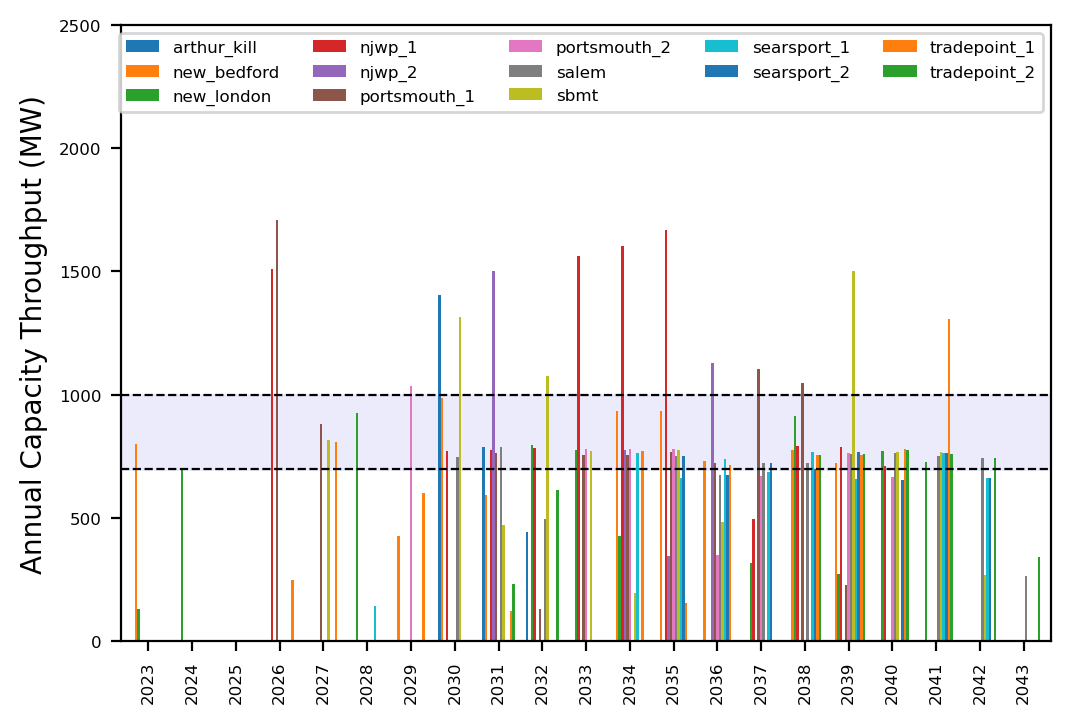 2500
2000
1500
1000
500
0
Annual Capacity Throughput (MW)
arthur_kill
new_bedford
new_london
njwp_1
njwp_2
portsmouth_1
portsmouth_2
salem
sbmt
searsport_1
searsport_2
tradepoint_1
tradepoint_2
2023
2024
2025
2026
2027
2028
2029
2030
2031
2032
2033
2034
2035
2036
2037
2038
2039
2040
2041
2042
2043